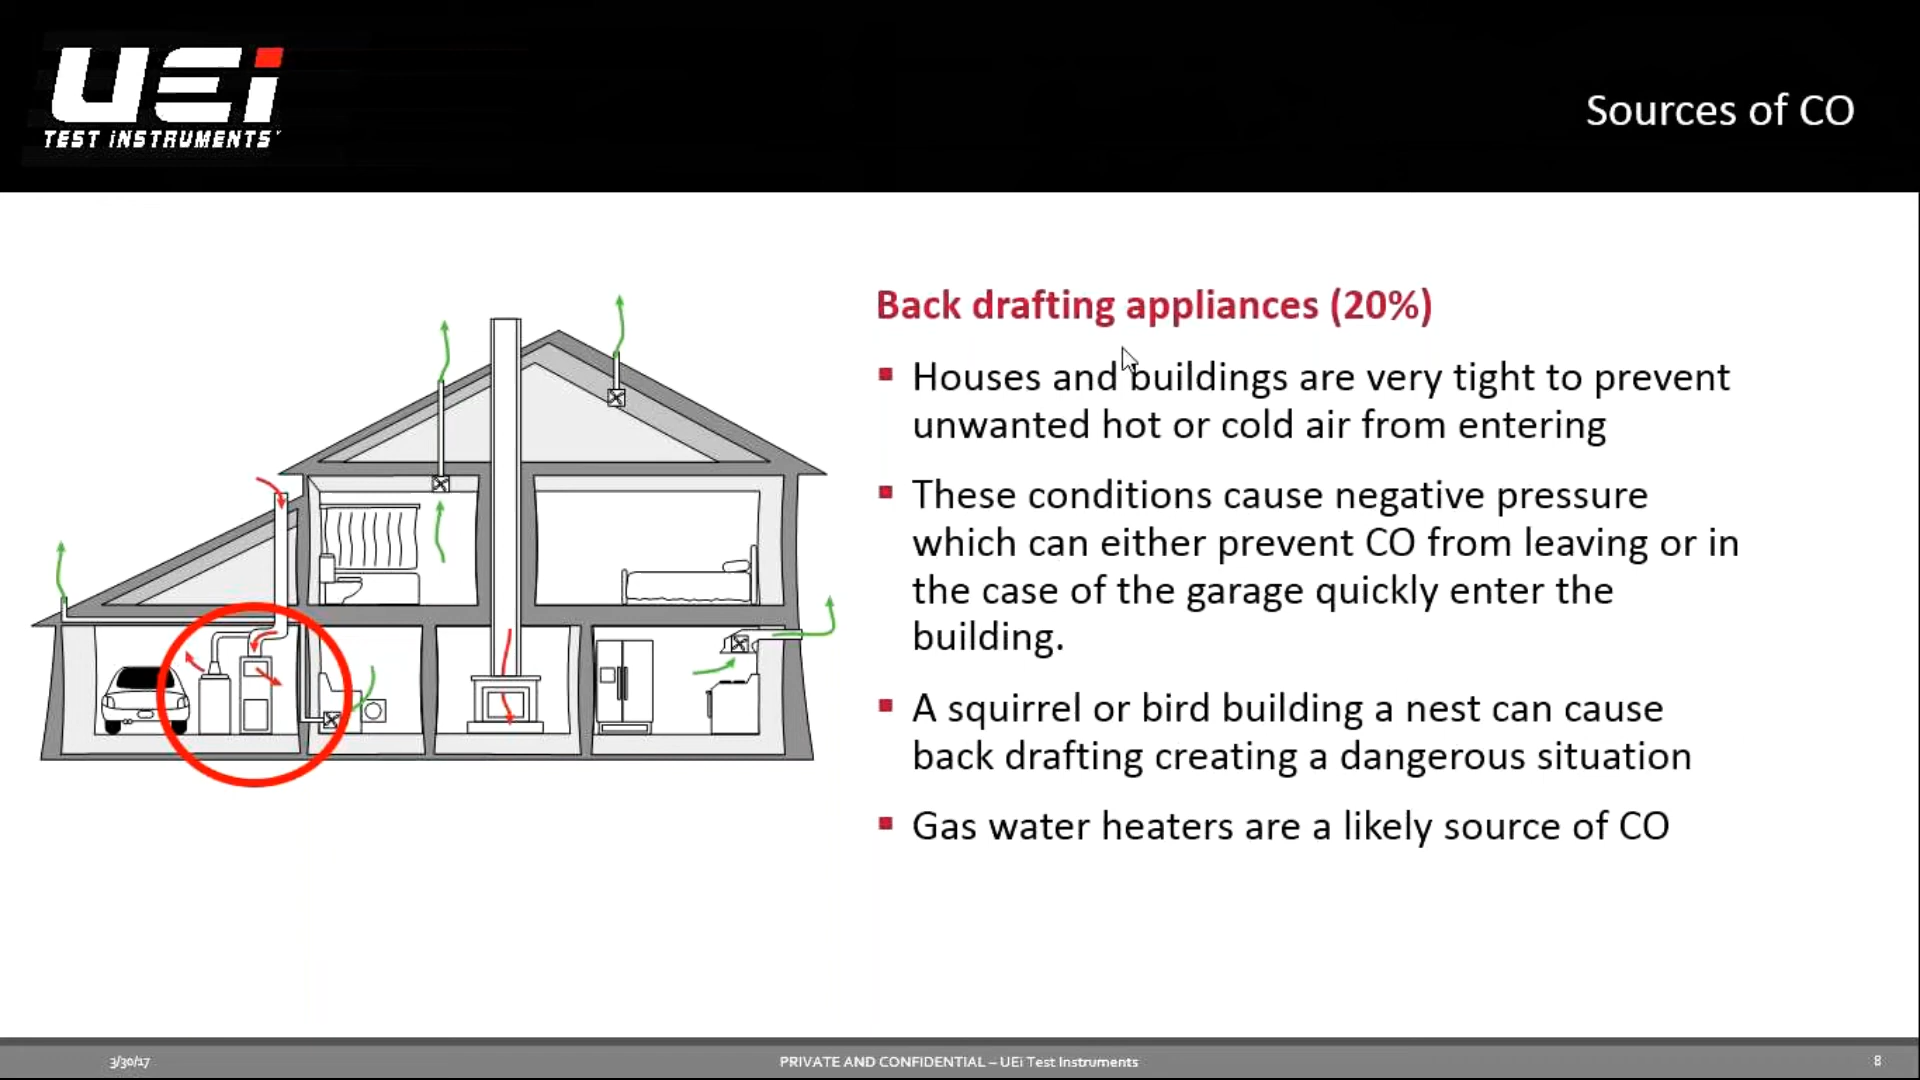 UEi
TEST iNSTRUMENTS
Sources of CO
Back drafting appliances (20%)
Houses and buildings are very tight to prevent
unwanted hot or cold air from entering
These conditions cause negative pressure
which can either prevent CO from leaving or in
the case of the garage quickly enter the
building.
A squirrel or bird building a nest can cause
back drafting creating a dangerous situation
Gas water heaters are a likely source of CO
3/30/17
PRIVATE AND CONFIDENTIAL – UEi Test Instruments
8